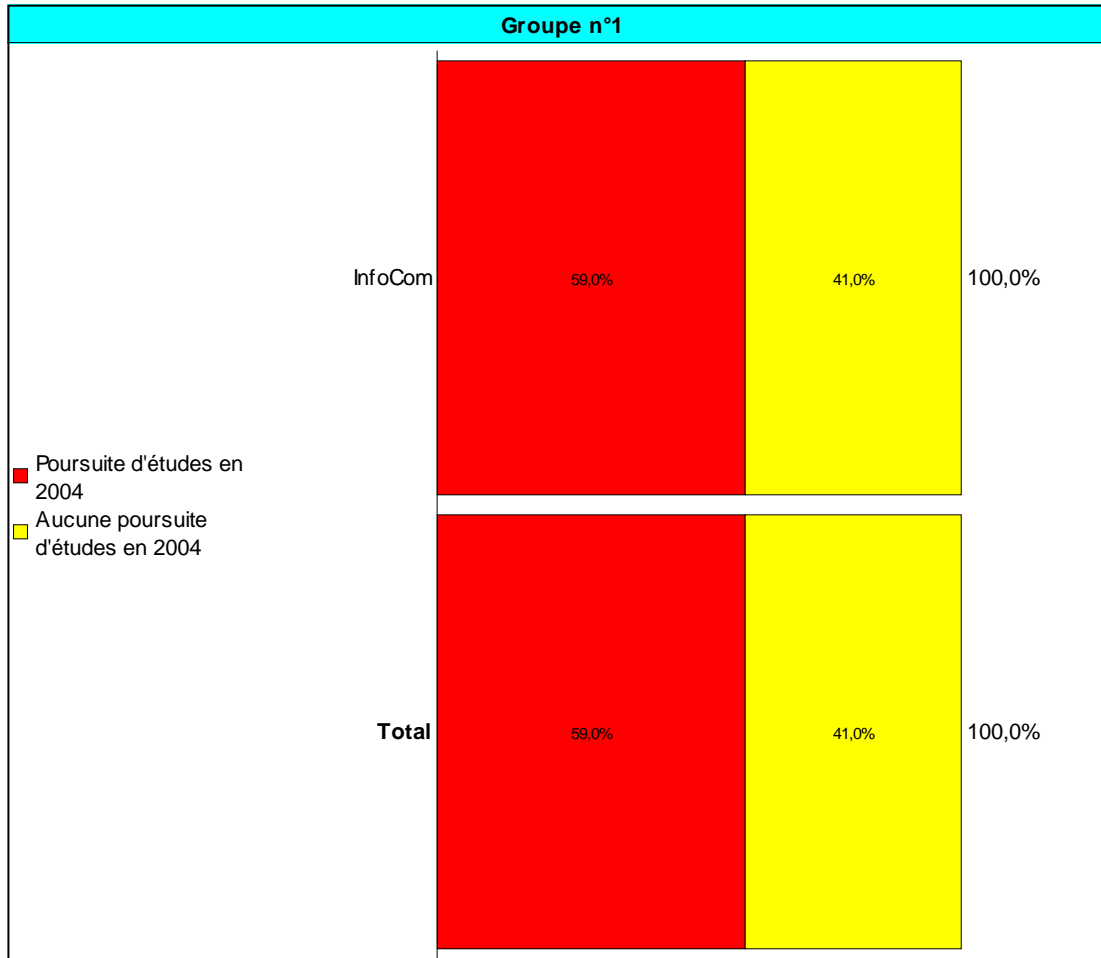 Groupe n°1
InfoCom
59,0%
41,0%
100,0%
Poursuite d'études en
2004
Aucune poursuite
d'études en 2004
Total
59,0%
41,0%
100,0%